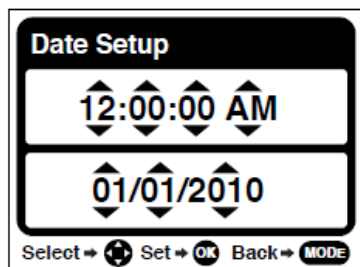 Date Setup
12:00:00 AM
01/01/2010
Select → Set → OK Back → MODE